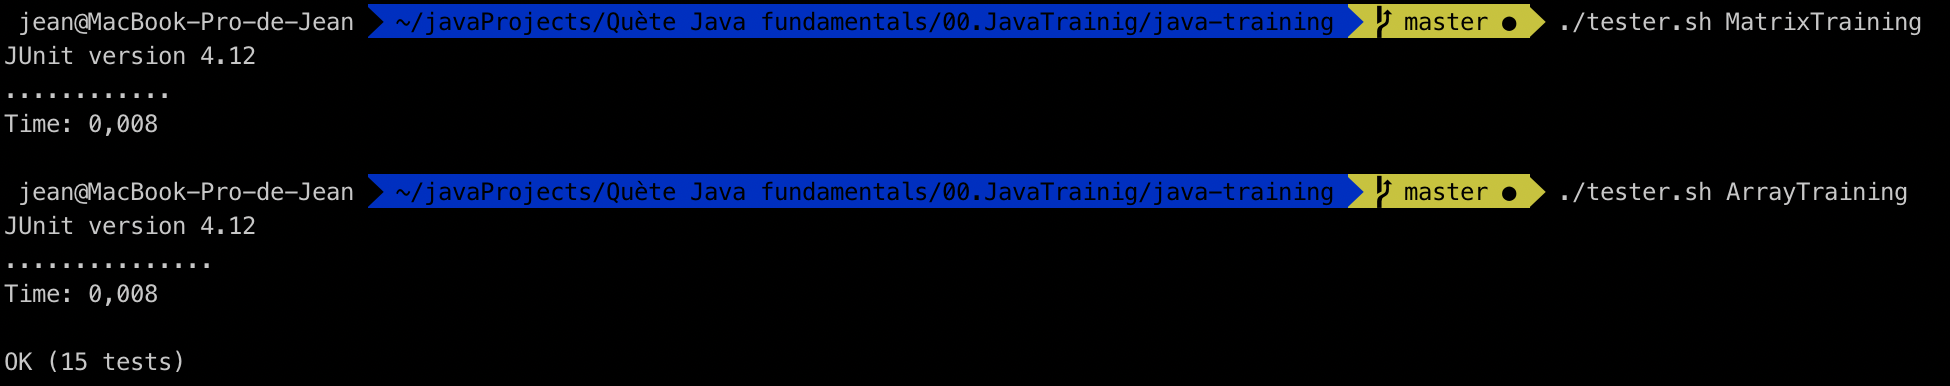 jean@MacBook-Pro-de-Jean ~/javaProjects/Quète Java fundamentals/00.JavaTrainig/java-training master ● ./tester.sh MatrixTraining
JUnit version 4.12
............
Time: 0,008
jean@MacBook-Pro-de-Jean ~/javaProjects/Quète Java fundamentals/00.JavaTrainig/java-training master ● ./tester.sh ArrayTraining
JUnit version 4.12
...............
Time: 0,008
OK (15 tests)